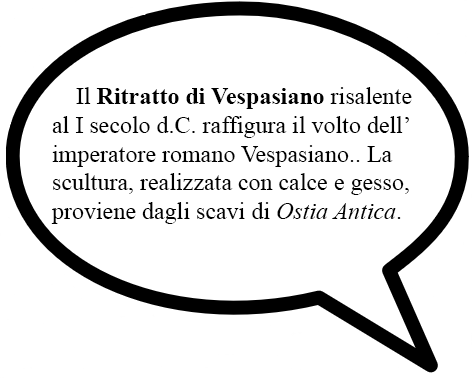 Il Ritratto di Vespasiano risalente
al I secolo d.C. raffigura il volto dell’
imperatore romano Vespasiano.. La
scultura, realizzata con calce e gesso,
proviene dagli scavi di Ostia Antica.